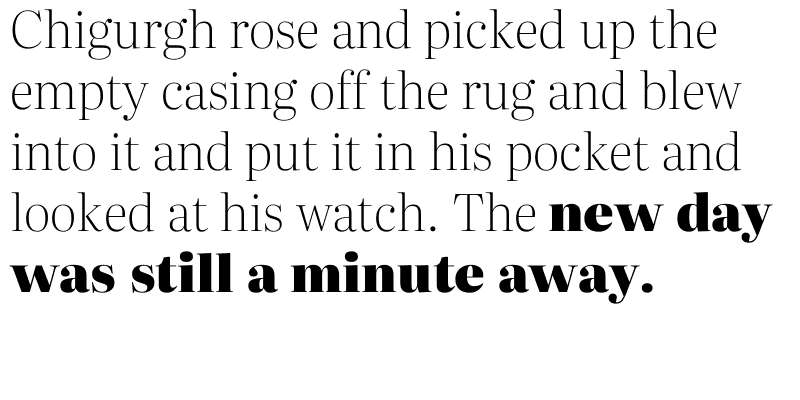 Chigurgh rose and picked up the
empty casing off the rug and blew
into it and put it in his pocket and
looked at his watch. The new day
was still a minute away.